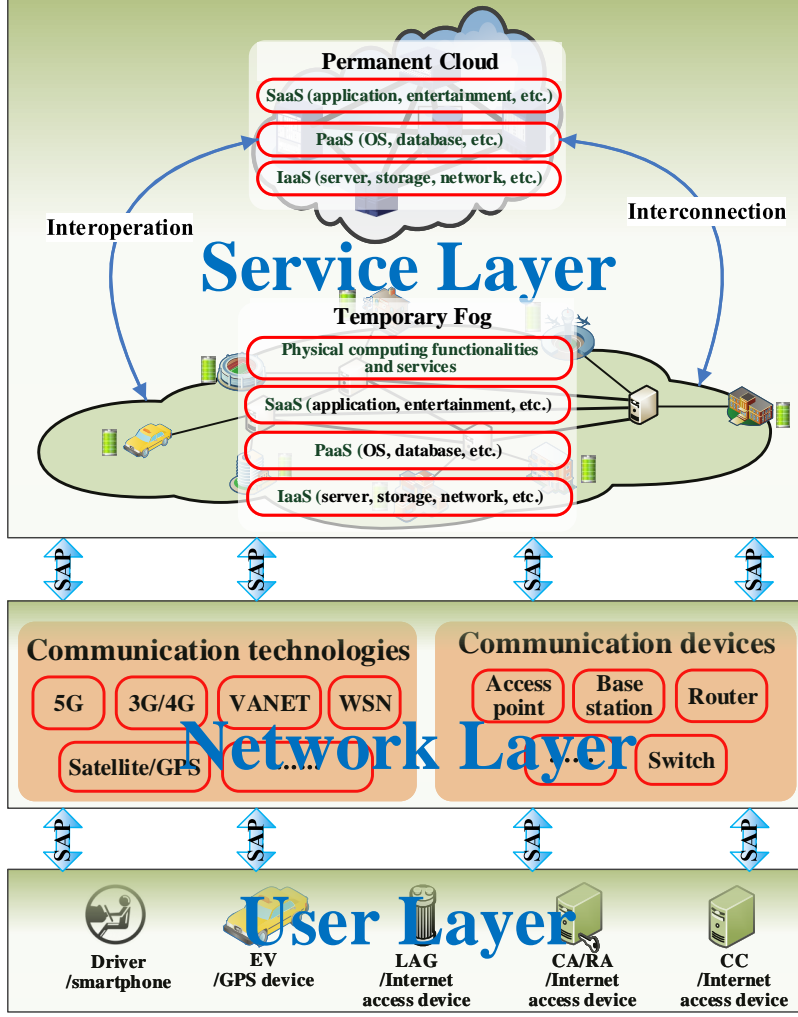 Permanent Cloud
SaaS (application, entertainment, etc.)
PaaS (OS, database, etc.)
IaaS (server, storage, network, etc.)
Interoperation
Interconnection
Service Layer
Temporary Fog
Physical computing functionalities
and services
SaaS (application, entertainment, etc.)
PaaS (OS, database, etc.)
IaaS (server, storage, network, etc.)
SAP
SAP
SAP
SAP
Communication technologies
5G
3G/4G
VANET
WSN
Satellite/GPS
......
Communication devices
Access
point
Base
station
Router
......
Switch
Network Layer
SAP
SAP
SAP
SAP
User Layer
Driver
/smartphone
EV
/GPS device
LAG
/Internet
access device
CA/RA
/Internet
access device
CC
/Internet
access device